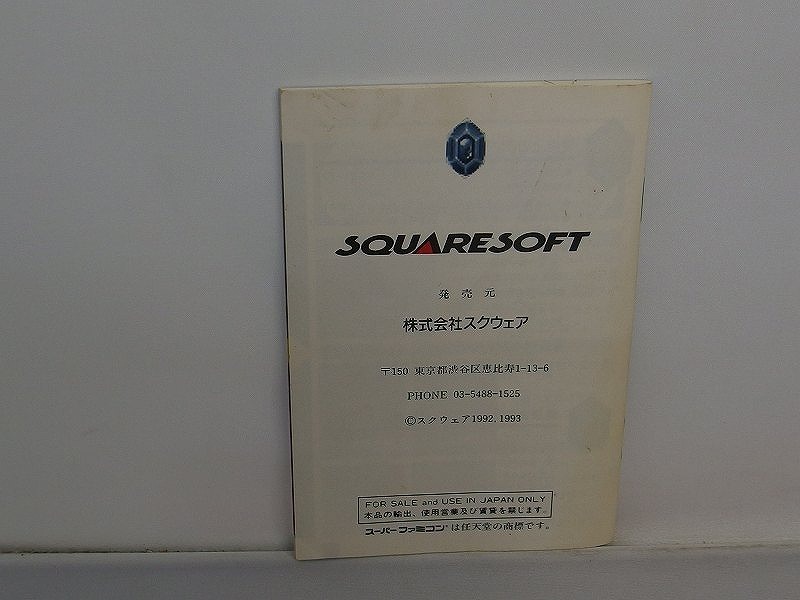 SQUARESOFT
発売元
株式会社スクウェア
〒150 東京都渋谷区恵比寿1-13-6
PHONE 03-5488-1525
©スクウェア1992, 1993
FOR SALE and USE IN JAPAN ONLY
本品の輸出、使用営業及び賃貸を禁じます。
スーパーファミコン®は任天堂の商標です。